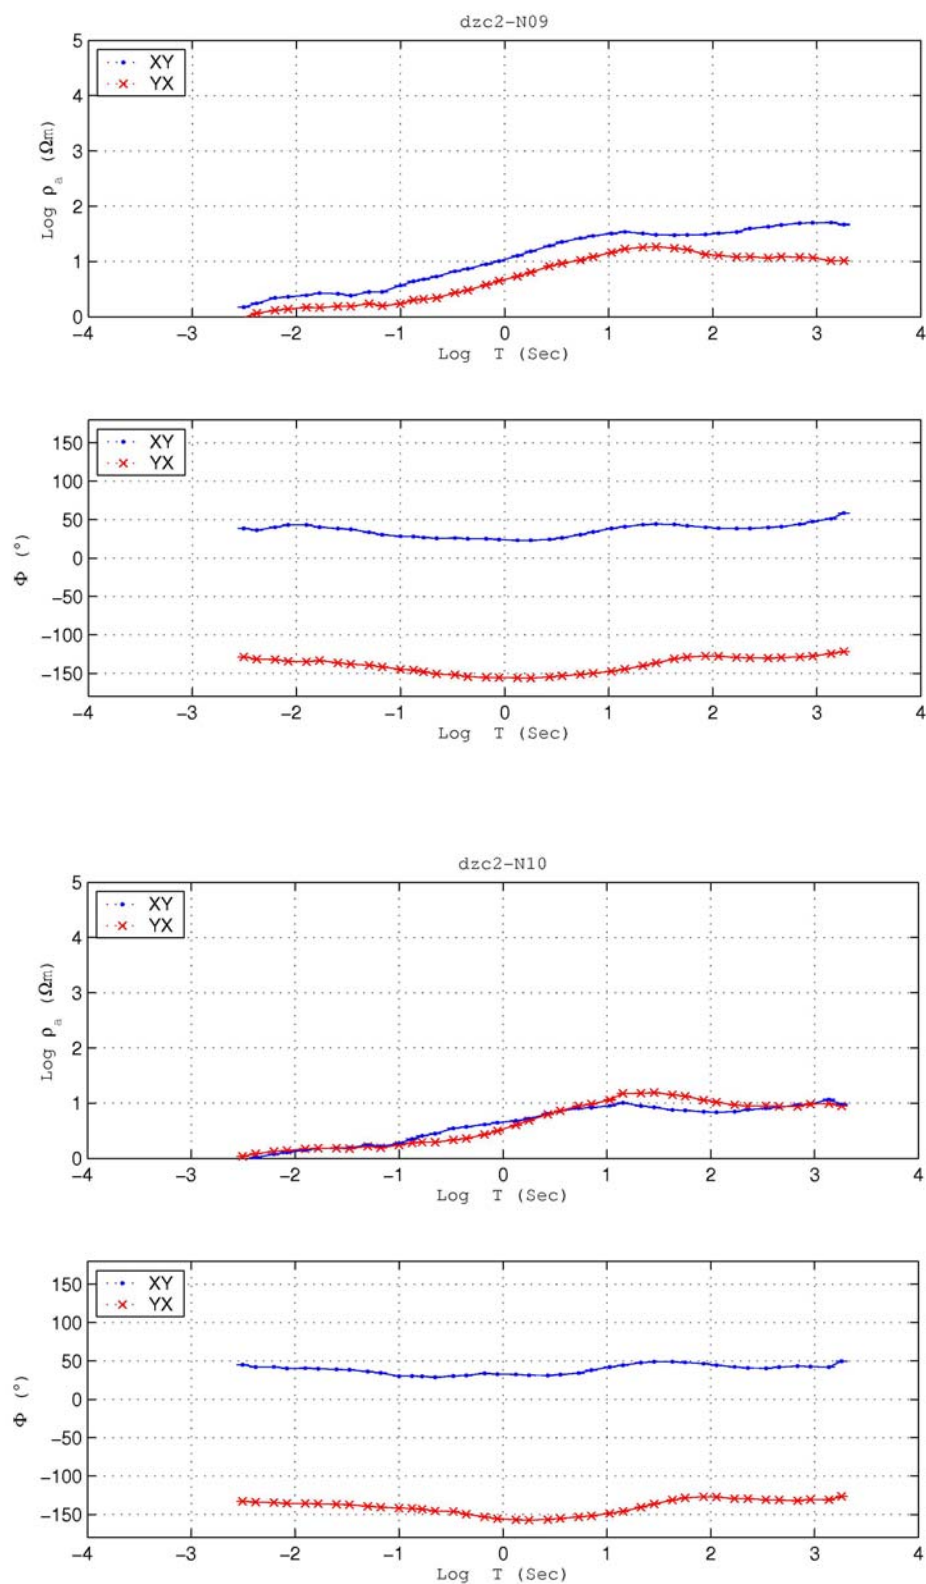 dzc2-N09
5
4
3
2
1
0
Log ρa (Ωm)
XY
YX
−4 −3 −2 −1 0 1 2 3 4
Log T (Sec)
150
100
50
0
−50
−100
−150
Φ (°)
XY
YX
−4 −3 −2 −1 0 1 2 3 4
Log T (Sec)
dzc2-N10
5
4
3
2
1
0
Log ρa (Ωm)
XY
YX
−4 −3 −2 −1 0 1 2 3 4
Log T (Sec)
150
100
50
0
−50
−100
−150
Φ (°)
XY
YX
−4 −3 −2 −1 0 1 2 3 4
Log T (Sec)